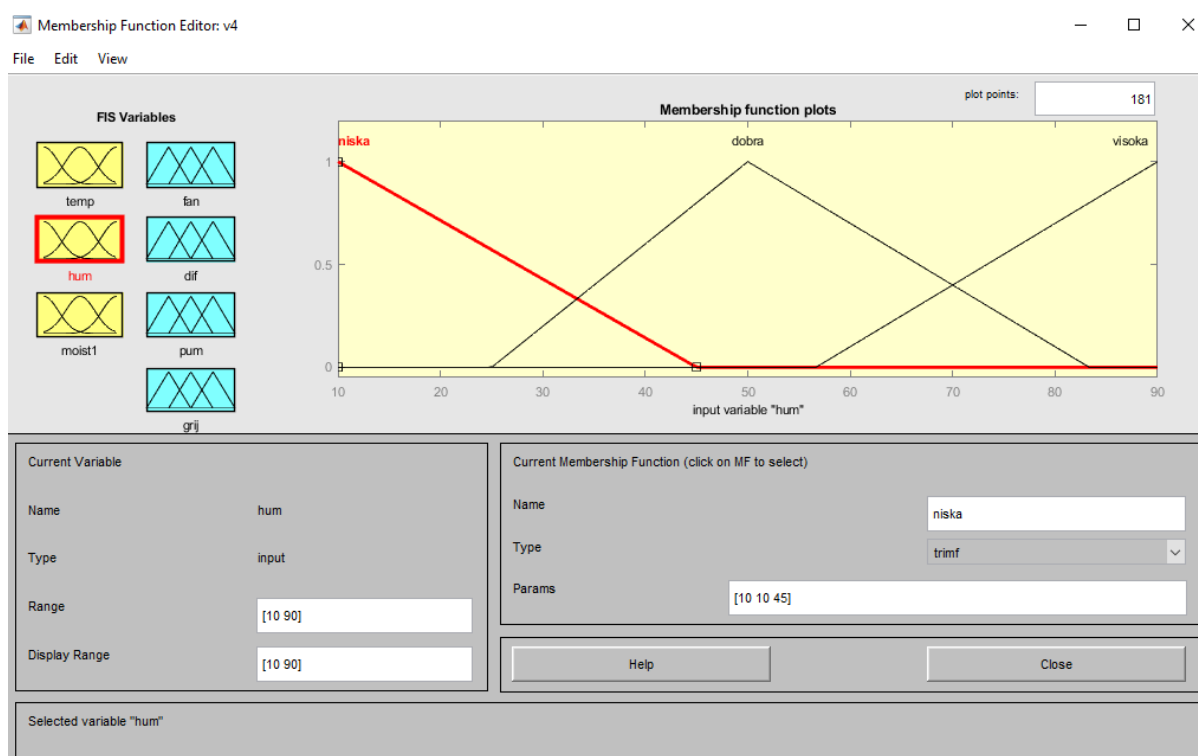 Membership Function Editor: v4
File Edit View
FIS Variables
temp
fan
hum
dif
moist1
pum
grij
plot points:
181
Membership function plots
niska
dobra
visoka
1
0.5
0
10 20 30 40 50 60 70 80 90
input variable "hum"
Current Variable
Name hum
Type input
Range [10 90]
Display Range [10 90]
Current Membership Function (click on MF to select)
Name niska
Type trimf
Params [10 10 45]
Help
Close
Selected variable "hum"